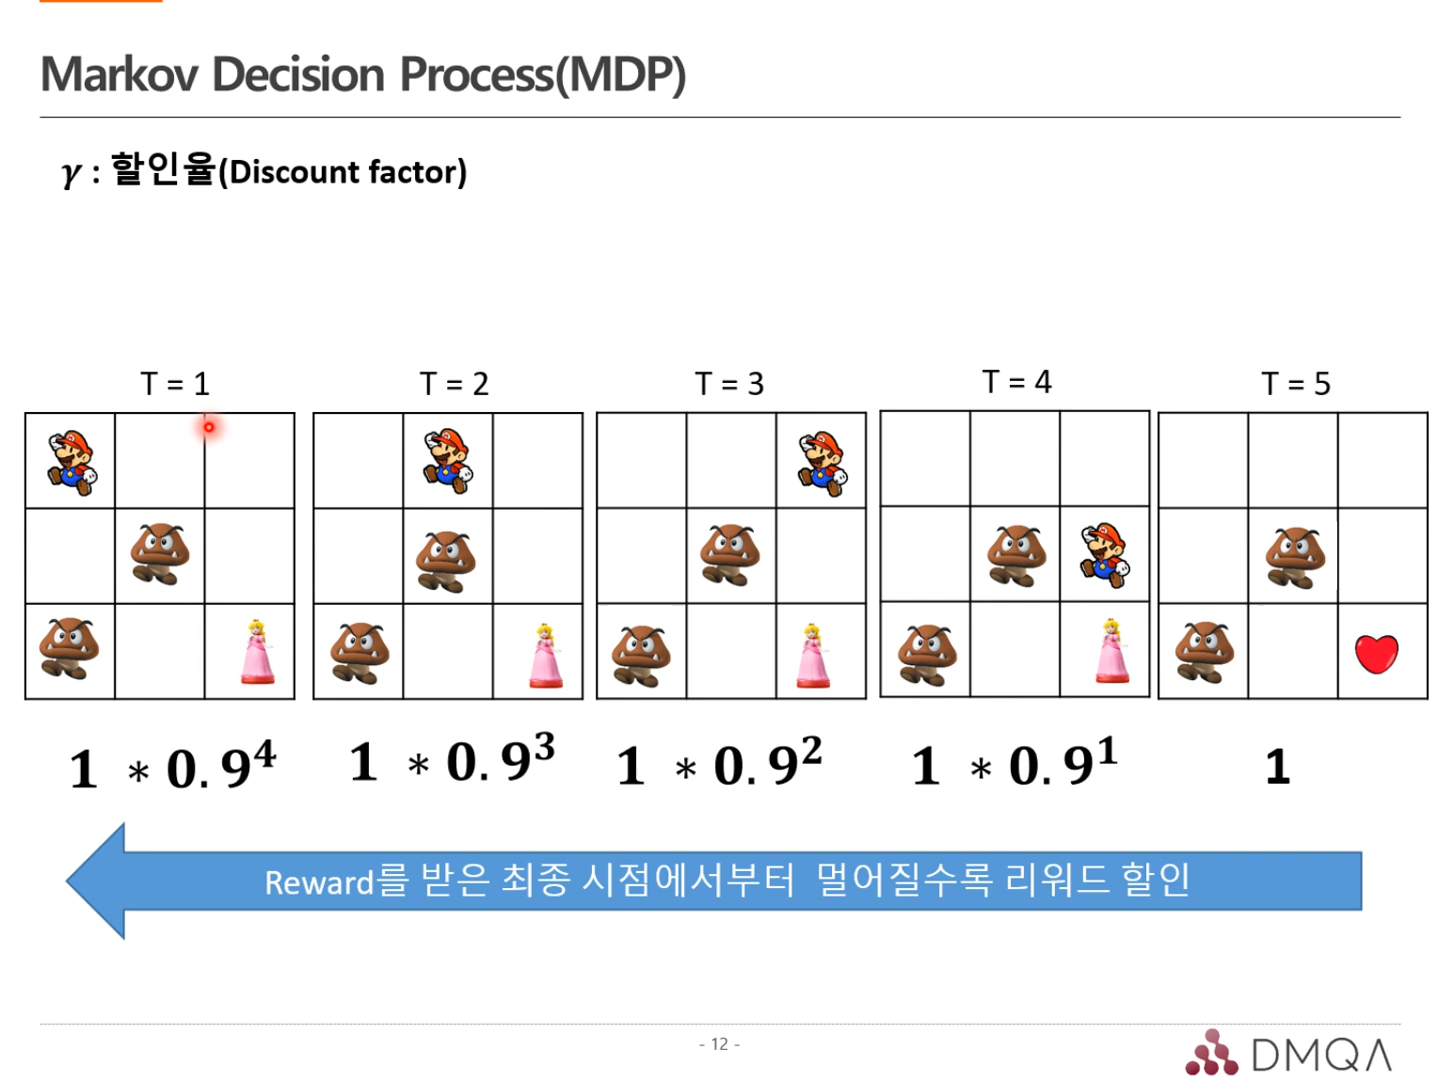 Markov Decision Process(MDP)
γ : 할인율(Discount factor)
T = 1 T = 2 T = 3 T = 4 T = 5
1 * 0.9⁴ 1 * 0.9³ 1 * 0.9² 1 * 0.9¹ 1
Reward를 받은 최종 시점에서부터 멀어질수록 리워드 할인
- 12 -
DMQA